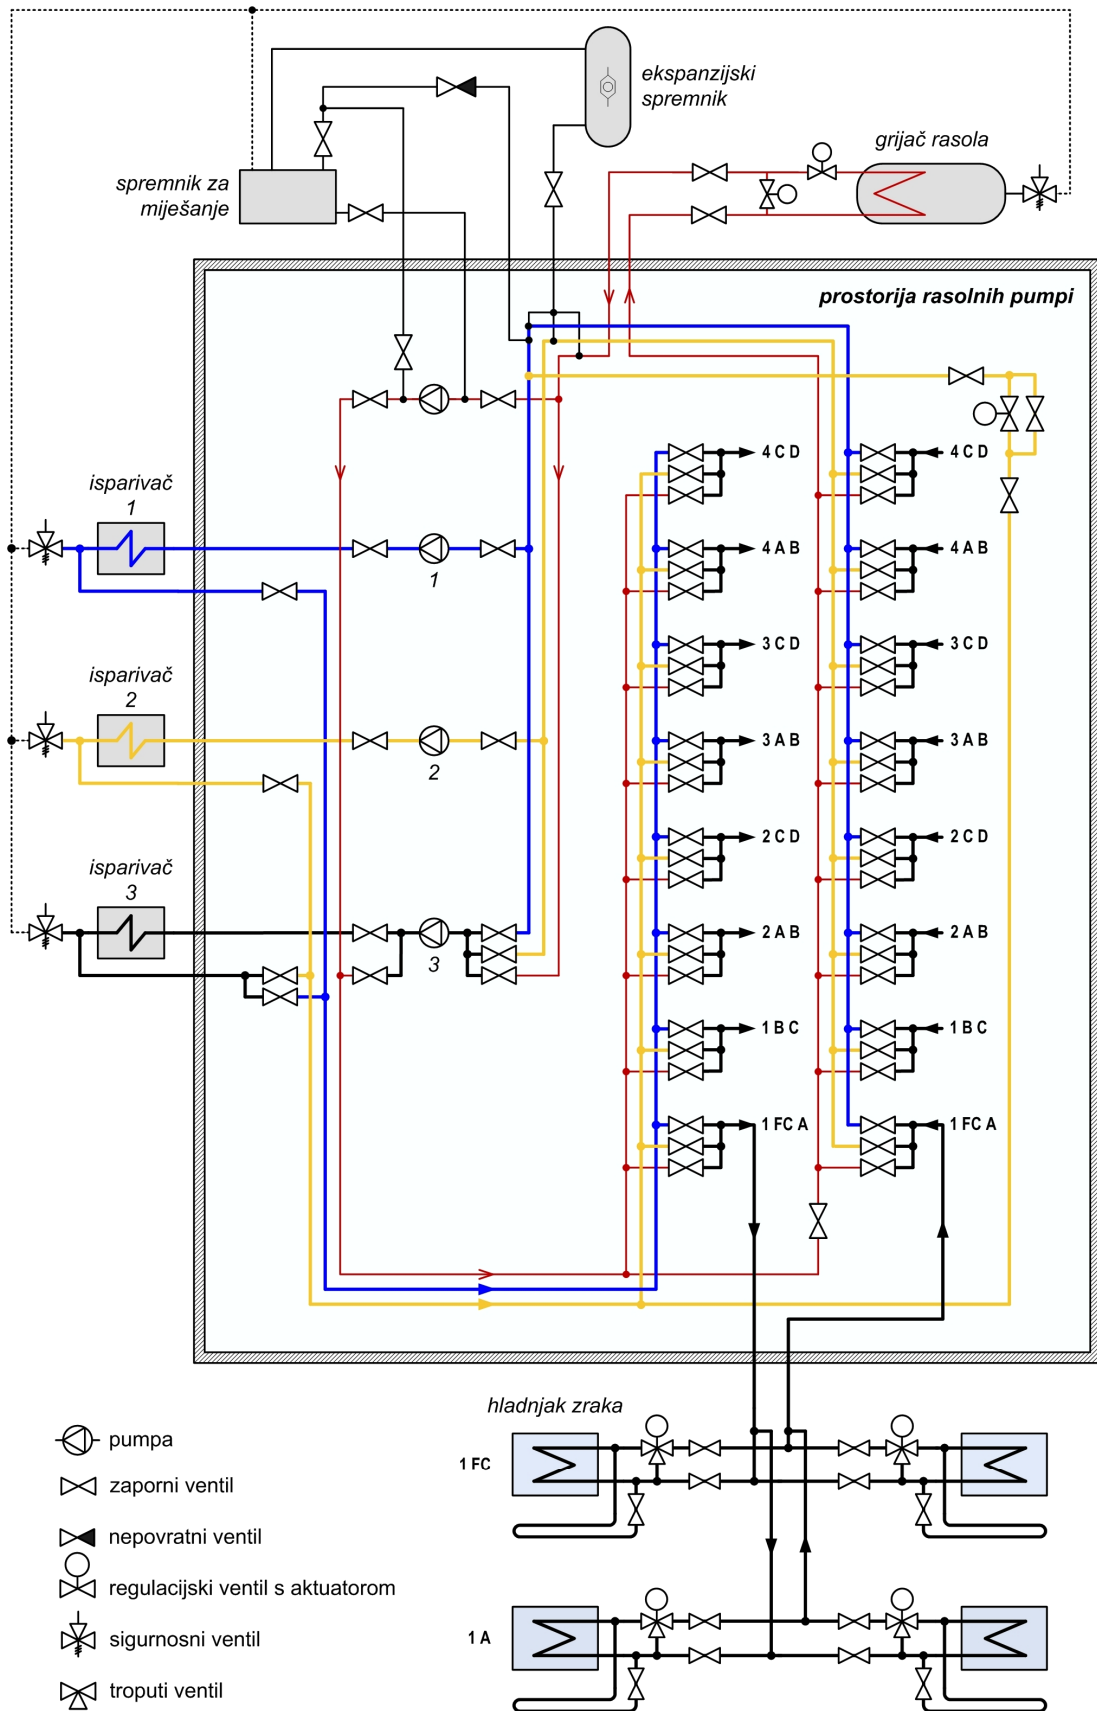 ekspanzijski
spremnik
grijač rasola
spremnik za
miješanje
prostorija rasolnih pumpi
4 C D
4 C D
isparivač
1
1
4 A B
4 A B
3 C D
3 C D
isparivač
2
2
3 A B
3 A B
2 C D
2 C D
isparivač
3
3
2 A B
2 A B
1 B C
1 B C
1 FC A
1 FC A
hladnjak zraka
1 FC
1 A
pumpa
zaporni ventil
nepovratni ventil
regulacijski ventil s aktuatorom
sigurnosni ventil
troputi ventil